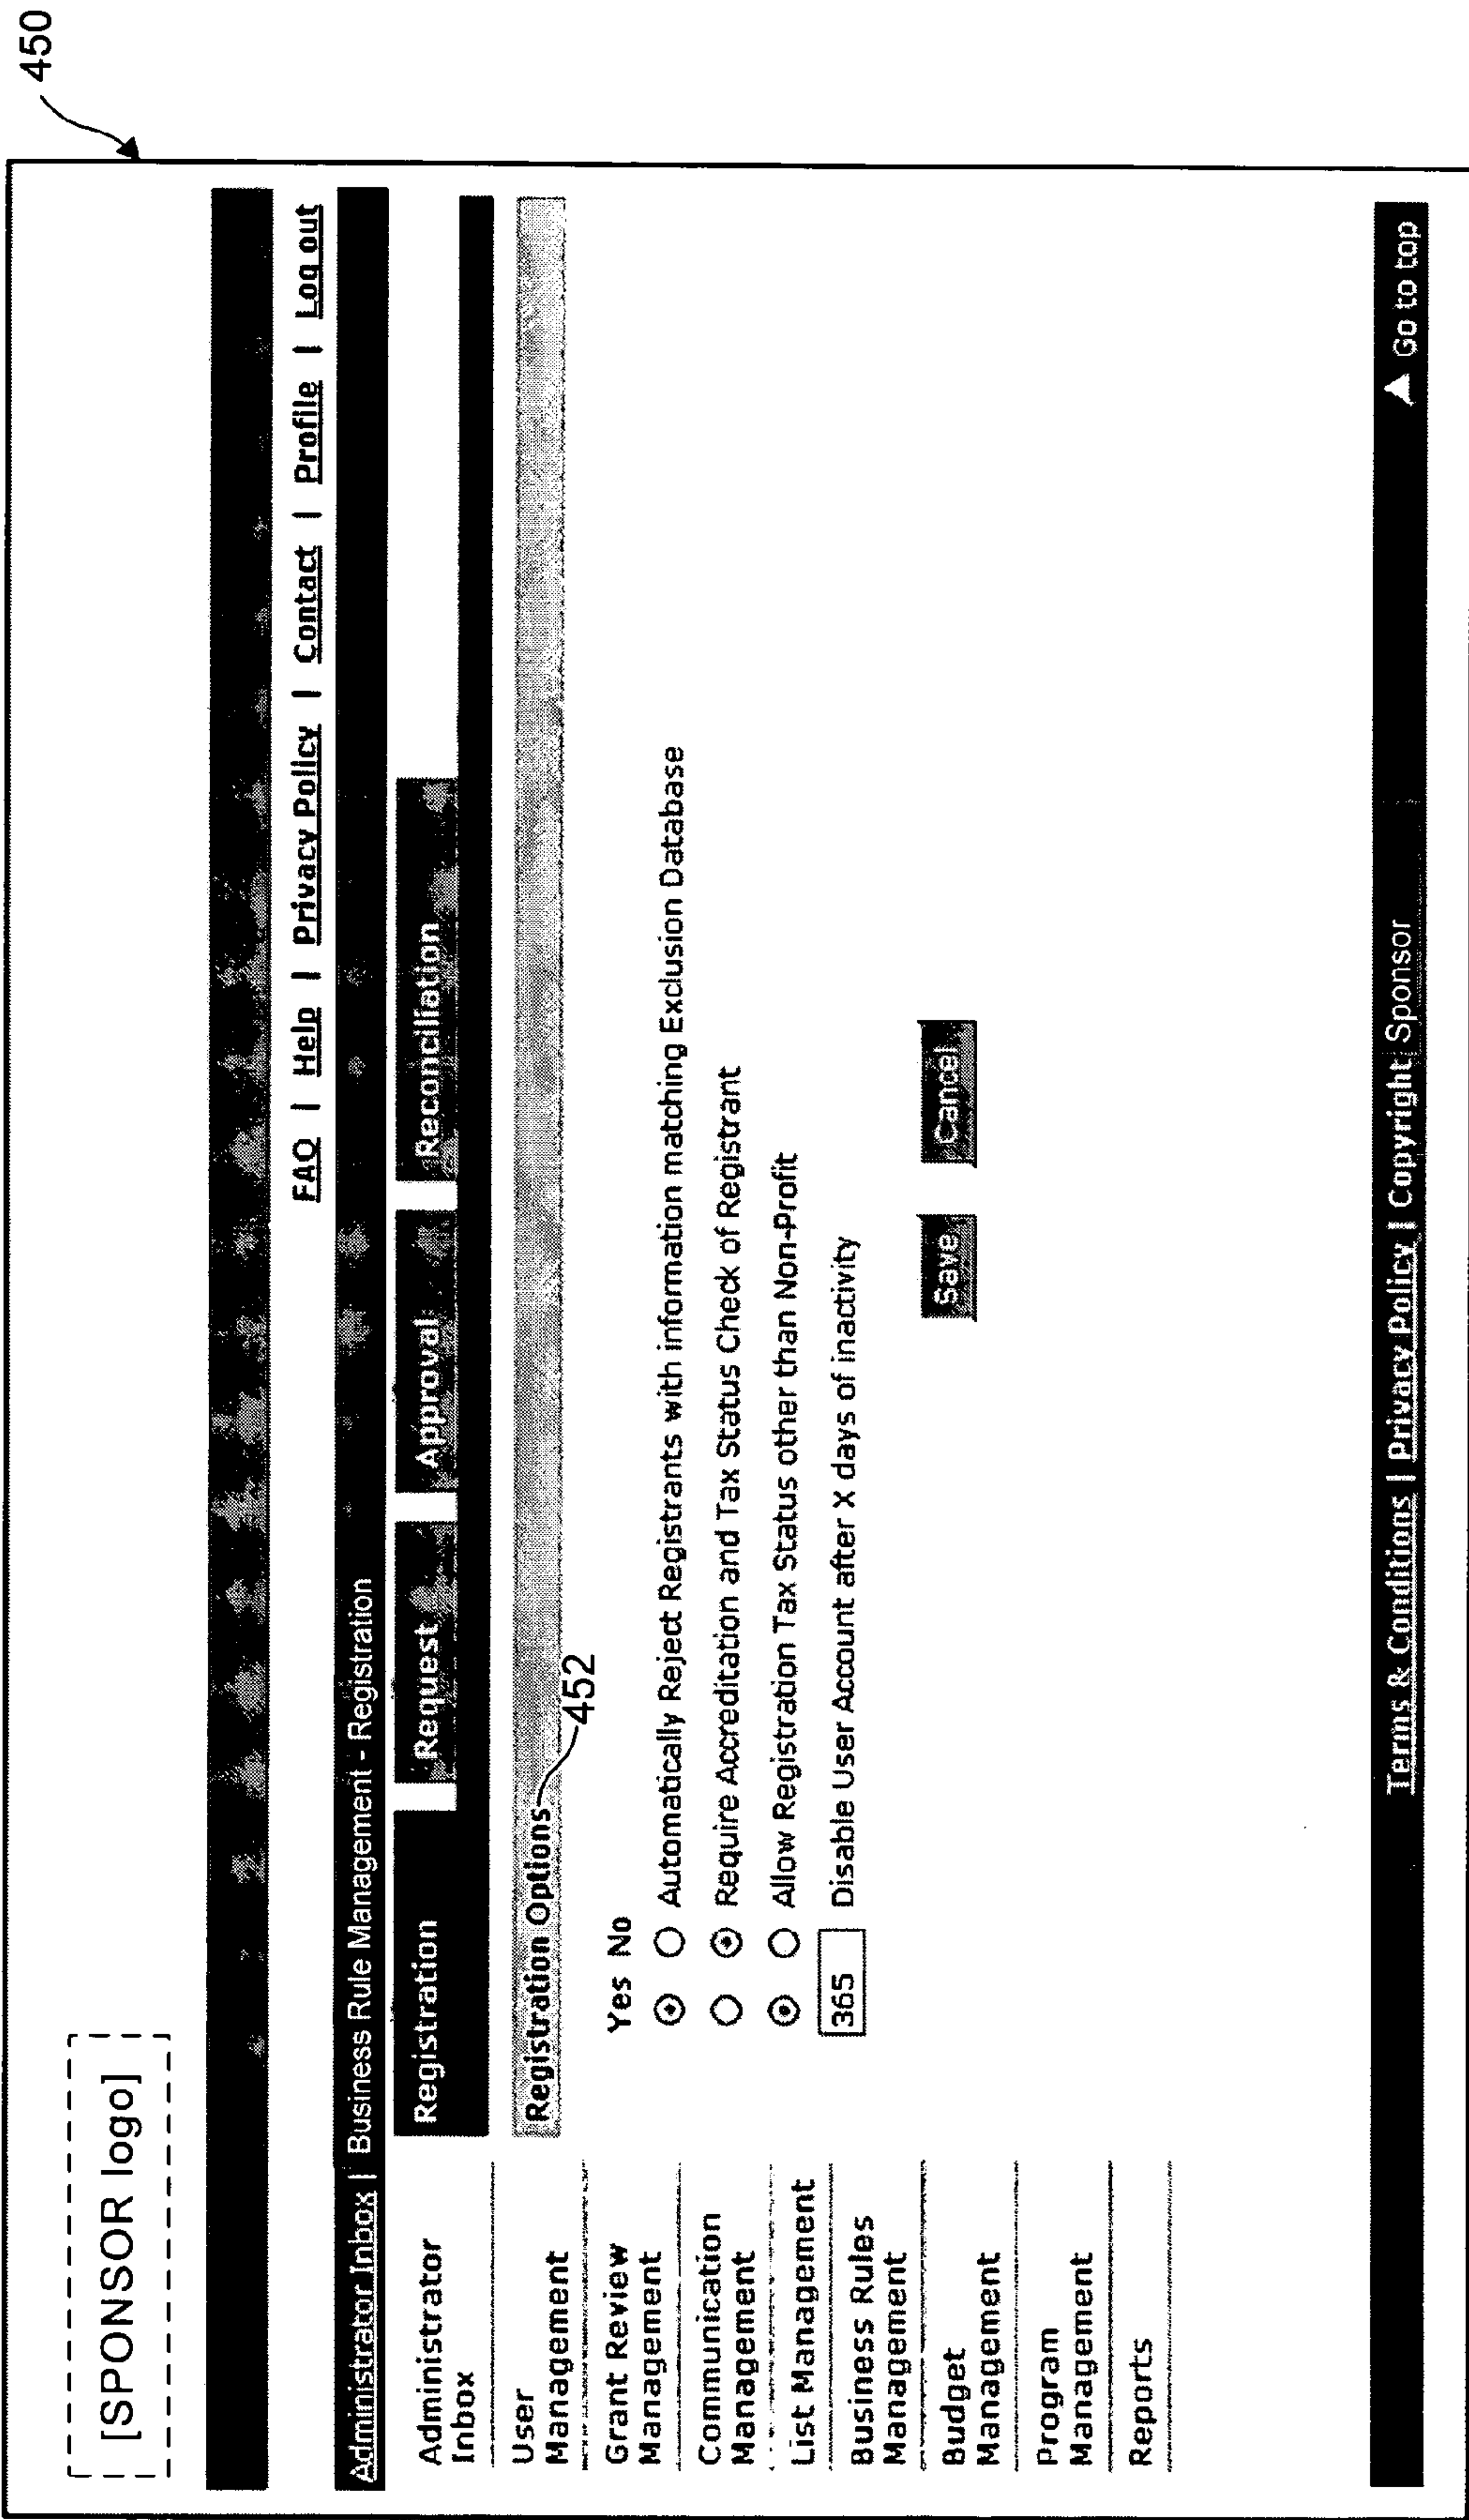 450
[SPONSOR logo]
FAQ | Help | Privacy Policy | Contact | Profile | Log out
Administrator Inbox | Business Rule Management - Registration
Registration Request Approval Reconciliation
Administrator
Inbox
User
Management
Grant Review
Management
Communication
Management
List Management
Business Rules
Management
Budget
Management
Program
Management
Reports
Registration Options 452
Yes No
Automatically Reject Registrants with information matching Exclusion Database
Require Accreditation and Tax Status Check of Registrant
Allow Registration Tax Status other than Non-Profit
365 Disable User Account after X days of inactivity
Save Cancel
Terms & Conditions | Privacy Policy | Copyright Sponsor
Go to top